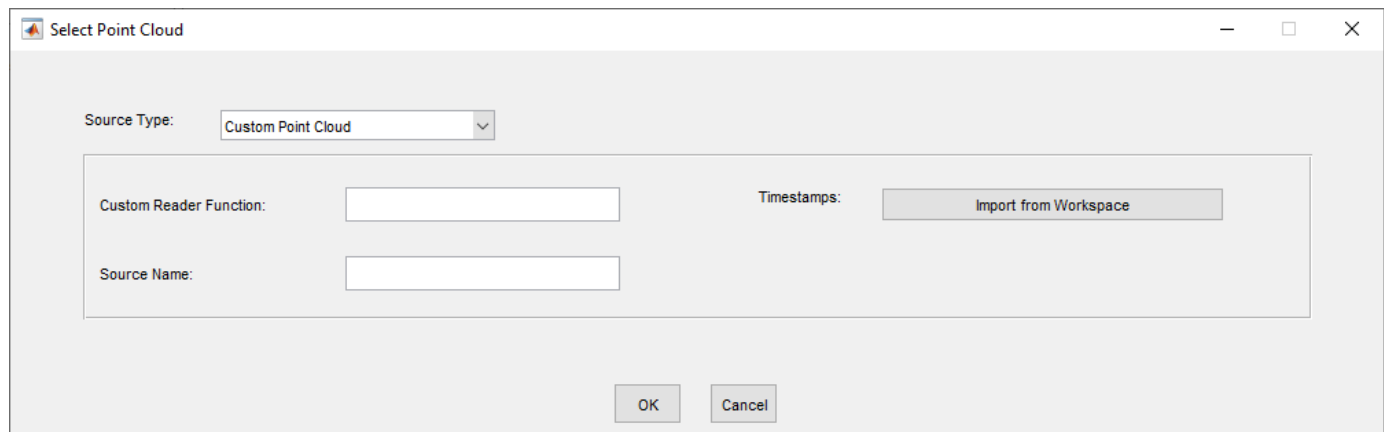 Select Point Cloud
Source Type: Custom Point Cloud
Custom Reader Function: Timestamps: Import from Workspace
Source Name:
OK Cancel